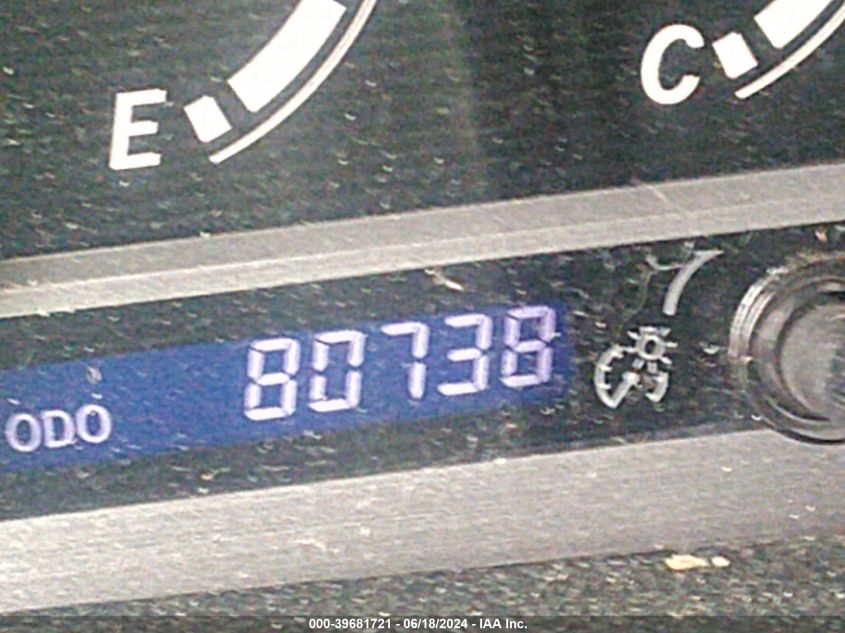 E
C
ODO 80738
000-39681721 - 06/18/2024 - IAA Inc.